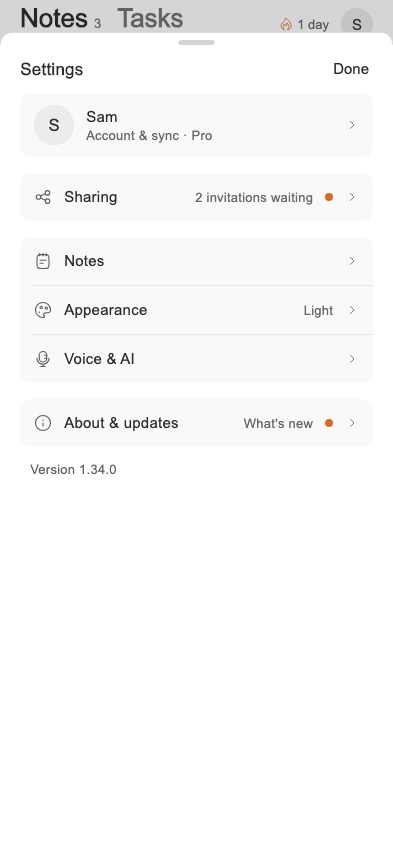 Notes 3 Tasks 1 day S
Settings Done
S Sam
Account & sync · Pro
Sharing 2 invitations waiting
Notes
Appearance Light
Voice & AI
About & updates What's new
Version 1.34.0